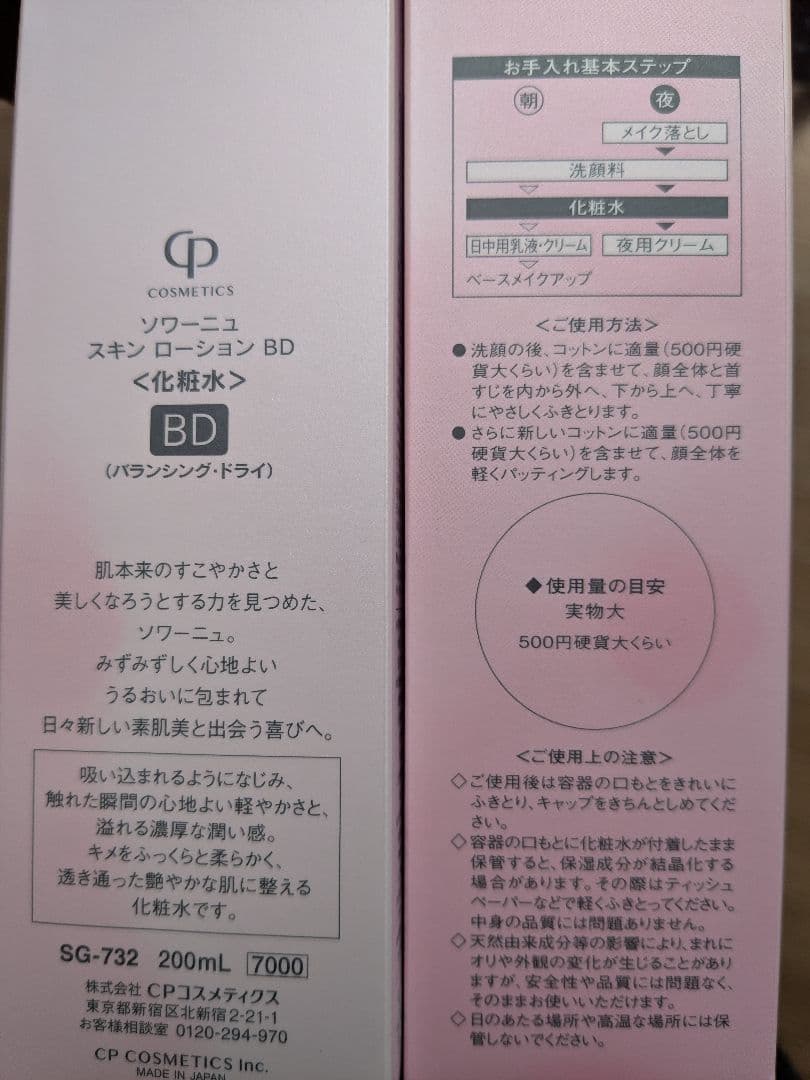 CP
COSMETICS
ソワーニュ
スキン ローション BD
<化粧水>
BD
(バランシング・ドライ)
肌本来のすこやかさと
美しくなろうとする力を見つめた、
ソワーニュ。
みずみずしく心地よい
うるおいに包まれて
日々新しい素肌美と出会う喜びへ。
吸い込まれるようになじみ、
触れた瞬間の心地よい軽やかさと、
溢れる濃厚な潤い感。
キメをふっくらと柔らかく、
透き通った艶やかな肌に整える
化粧水です。
SG-732 200mL 7000
株式会社 CPコスメティクス
東京都新宿区北新宿2-21-1
お客様相談室 0120-294-970
CP COSMETICS Inc.
MADE IN JAPAN
お手入れ基本ステップ
朝 夜
メイク落とし
洗顔料
化粧水
日中用乳液・クリーム 夜用クリーム
ベースメイクアップ
<ご使用方法>
●洗顔の後、コットンに適量(500円硬
貨大くらい)を含ませて、顔全体と首
すじを内から外へ、下から上へ、丁寧
にやさしくふきとります。
●さらに新しいコットンに適量(500円
硬貨大くらい)を含ませて、顔全体を
軽くパッティングします。
◆使用量の目安
実物大
500円硬貨大くらい
<ご使用上の注意>
◇ご使用後は容器の口もとをきれいに
ふきとり、キャップをきちんとしめてくだ
さい。
◇容器の口もとに化粧水が付着したまま
保管すると、保湿成分が結晶化する
場合があります。その際はティッシュ
ペーパーなどで軽くふきとってください。
中身の品質には問題ありません。
◇天然由来成分等の影響により、まれに
オリや外観の変化が生じることがあり
ますが、安全性や品質には問題なく、
そのままお使いいただけます。
◇日のあたる場所や高温な場所には保
管しないでください。